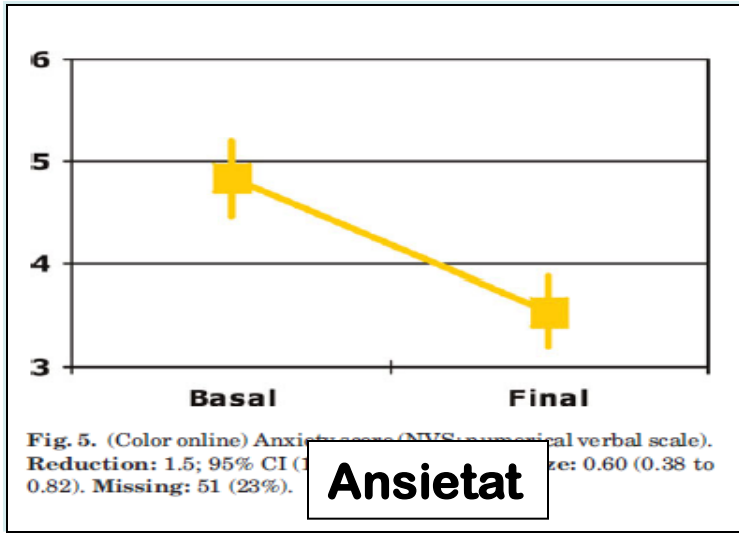 6
5
4
3
Basal Final
Fig. 5. (Color online) Anxiety score (NVS: numerical verbal scale).
Reduction: 1.5; 95% CI (1 ze: 0.60 (0.38 to
0.82). Missing: 51 (23%).
Ansietat